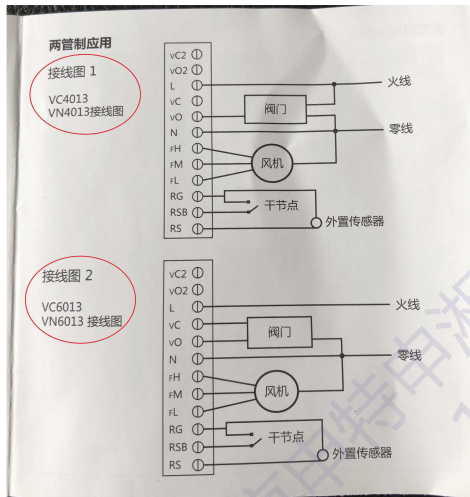 两管制应用
接线图 1
VC4013
VN4013接线图
vC2
vO2
L
vC
vO
N
FH
FM
FL
RG
RSB
RS
火线
阀门
零线
风机
干节点
外置传感器
接线图 2
VC6013
VN6013 接线图
vC2
vO2
L
vC
vO
N
FH
FM
FL
RG
RSB
RS
火线
阀门
零线
风机
干节点
外置传感器